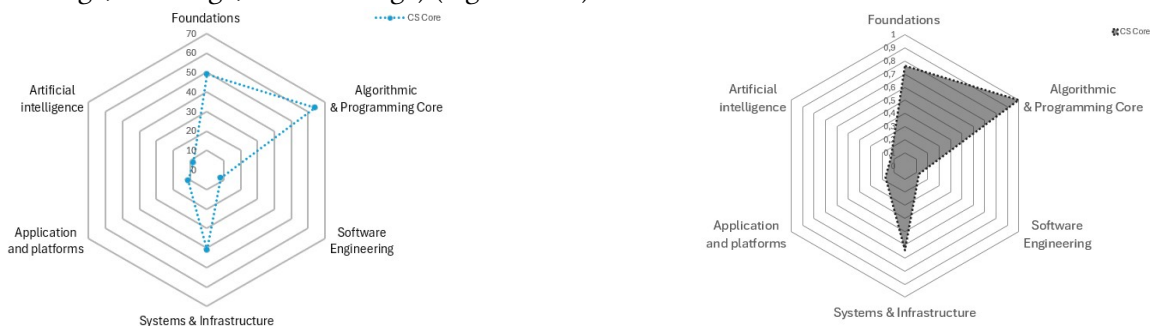 Foundations
CS Core
70
60
50
40
30
20
10
0
Artificial
intelligence
Algorithmic
& Programming Core
Application
and platforms
Software
Engineering
Systems & Infrastructure
Foundations
CS Core
1
0,9
0,8
0,7
0,6
0,5
0,4
0,3
0,2
Artificial
intelligence
Algorithmic
& Programming Core
Application
and platforms
Software
Engineering
Systems & Infrastructure